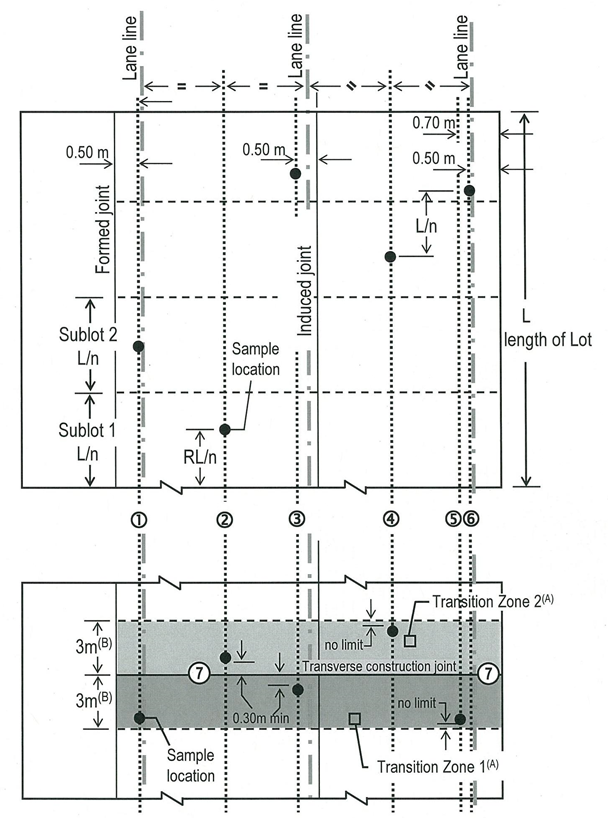 Lane line
Lane line
Lane line
=
=
=
=
0.70 m
0.50 m
0.50 m
0.50 m
Formed joint
Induced joint
L/n
L
length of Lot
Sublot 2
L/n
Sample
location
Sublot 1
L/n
RL/n
① ② ③ ④ ⑤ ⑥
Transition Zone 2(A)
3m(B)
no limit
7
Transverse construction joint
7
3m(B)
0.30m min
no limit
Sample
location
Transition Zone 1(A)